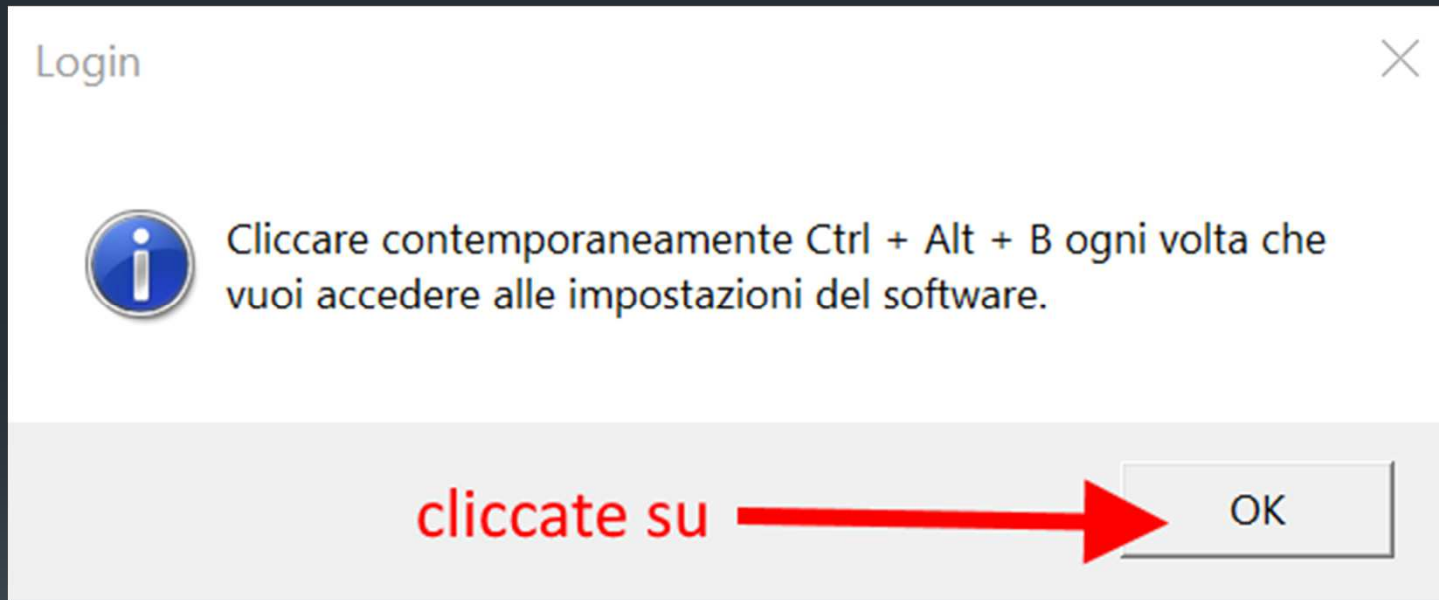 Login
Cliccare contemporaneamente Ctrl + Alt + B ogni volta che
vuoi accedere alle impostazioni del software.
cliccate su
OK